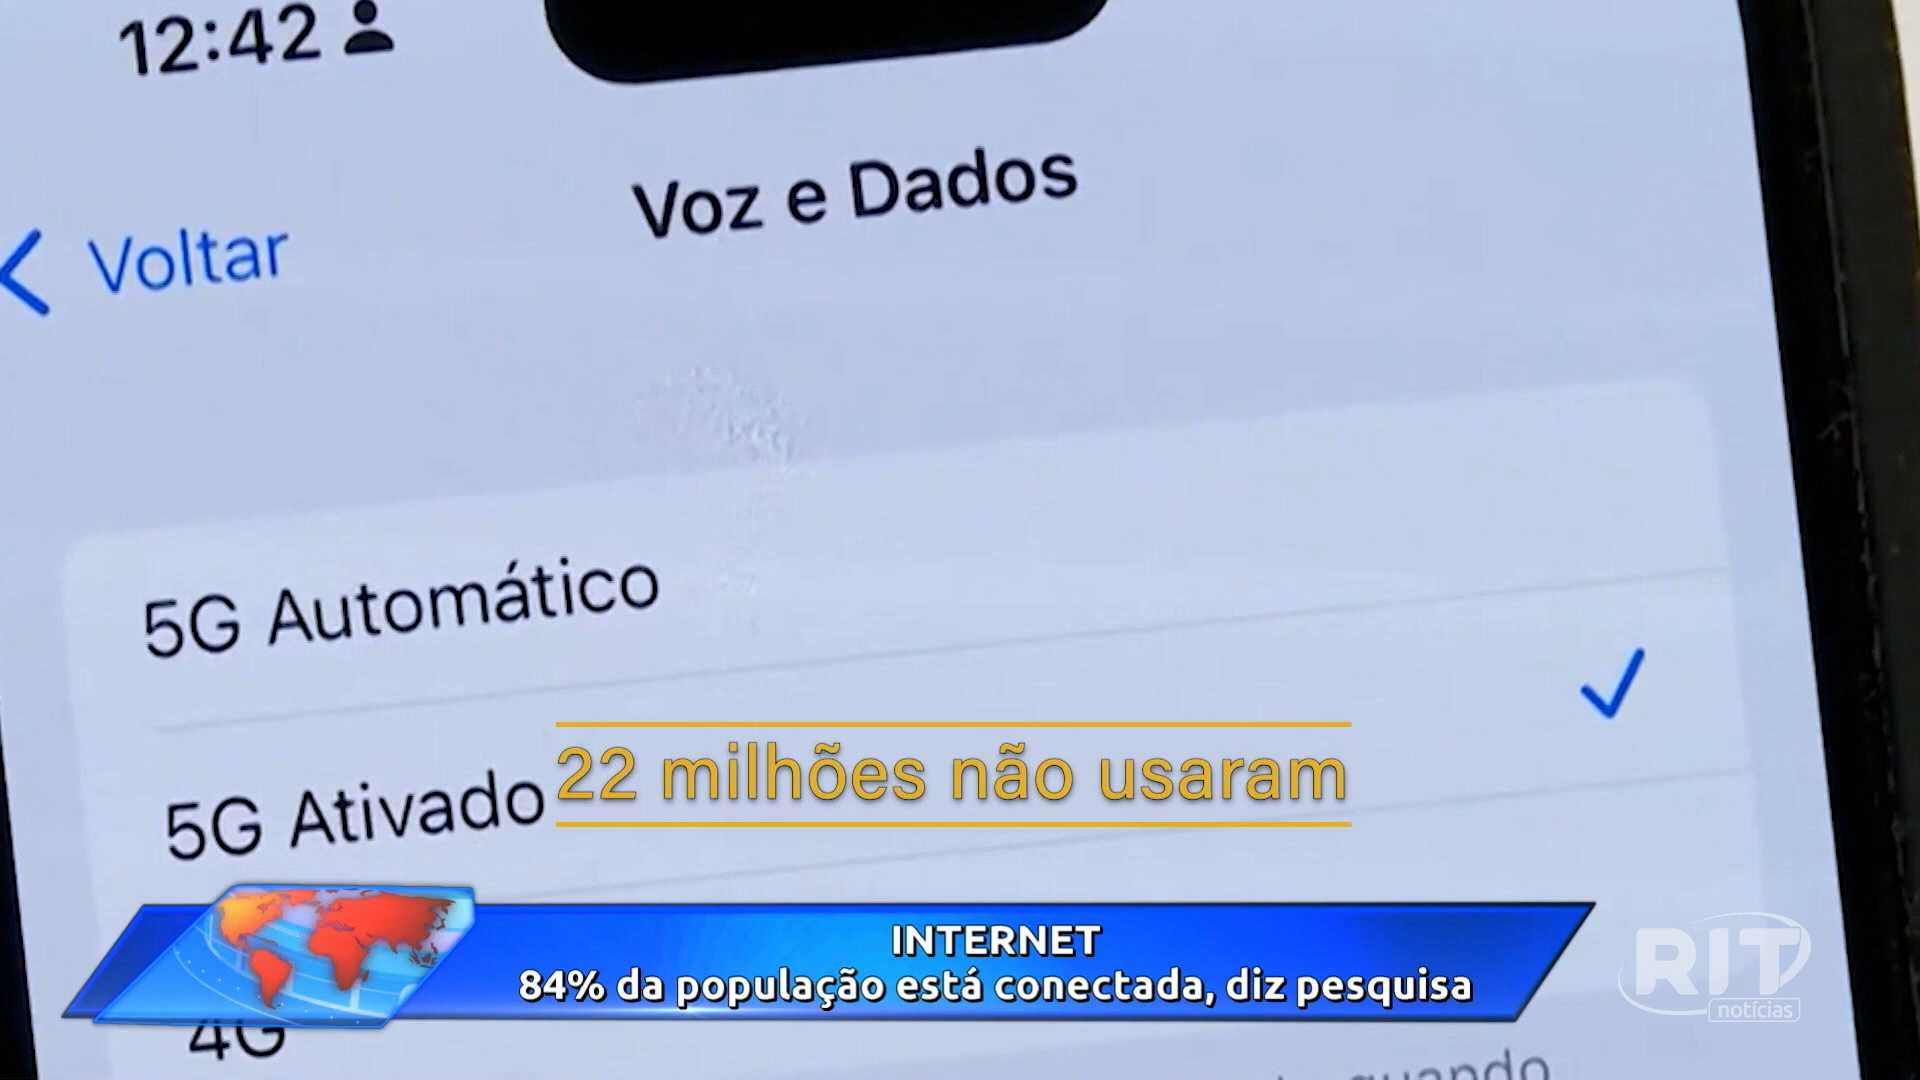 12:42
Voz e Dados
Voltar
5G Automático
5G Ativado
22 milhões não usaram
INTERNET
84% da população está conectada, diz pesquisa
RIT
notícias
4G
quando